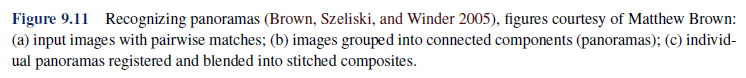 Figure 9.11 Recognizing panoramas (Brown, Szeliski, and Winder 2005), figures courtesy of Matthew Brown:
(a) input images with pairwise matches; (b) images grouped into connected components (panoramas); (c) individ-
ual panoramas registered and blended into stitched composites.